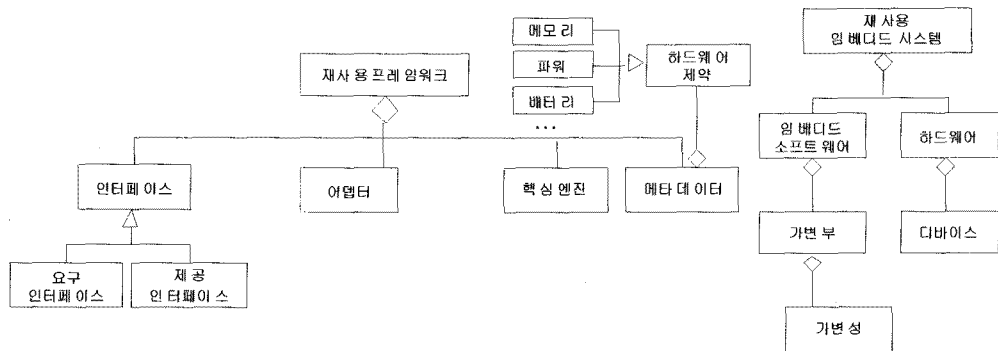 재사용프레임워크
메모리
파워
배터리
...
하드웨어
제약
재사용
임베디드 시스템
인터페이스
어댑터
핵심엔진
메타데이터
임베디드
소프트웨어
하드웨어
요구
인터페이스
제공
인터페이스
가변부
디바이스
가변성